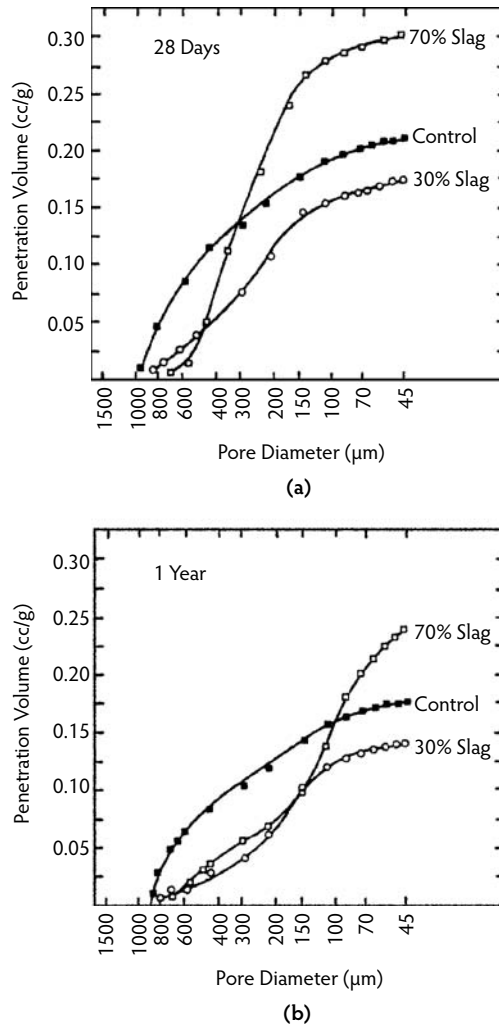 0.30
28 Days
70% Slag
0.25
Penetration Volume (cc/g)
Control
0.20
30% Slag
0.15
0.10
0.05
1500 1000 800 600 400 300 200 150 100 70 45
Pore Diameter (µm)
(a)
0.30
1 Year
0.25
70% Slag
Penetration Volume (cc/g)
0.20
Control
0.15
30% Slag
0.10
0.05
1500 1000 800 600 400 300 200 150 100 70 45
Pore Diameter (µm)
(b)